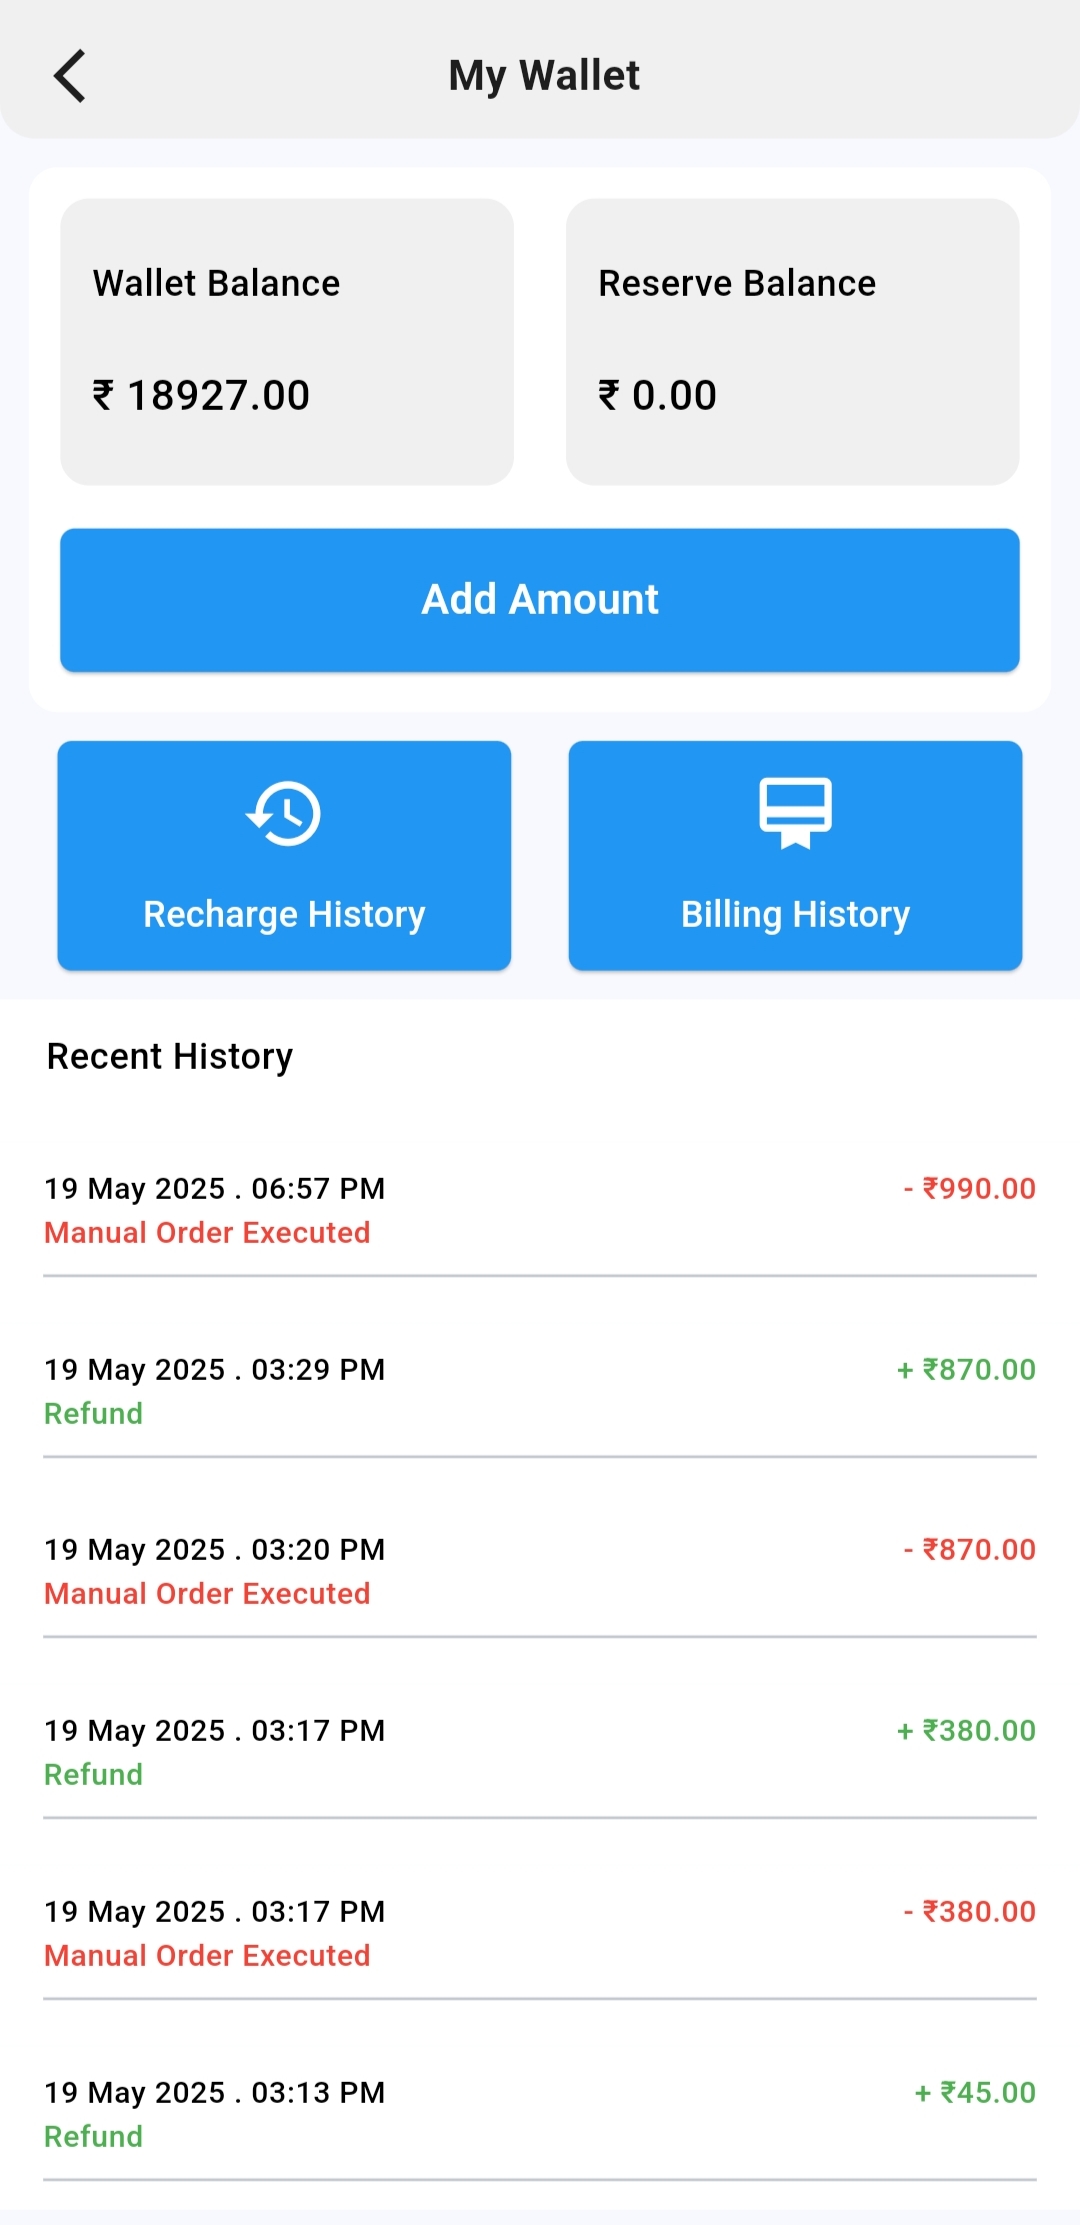 My Wallet
Wallet Balance
₹ 18927.00
Reserve Balance
₹ 0.00
Add Amount
Recharge History
Billing History
Recent History
19 May 2025 . 06:57 PM
- ₹990.00
Manual Order Executed
19 May 2025 . 03:29 PM
+ ₹870.00
Refund
19 May 2025 . 03:20 PM
- ₹870.00
Manual Order Executed
19 May 2025 . 03:17 PM
+ ₹380.00
Refund
19 May 2025 . 03:17 PM
- ₹380.00
Manual Order Executed
19 May 2025 . 03:13 PM
+ ₹45.00
Refund